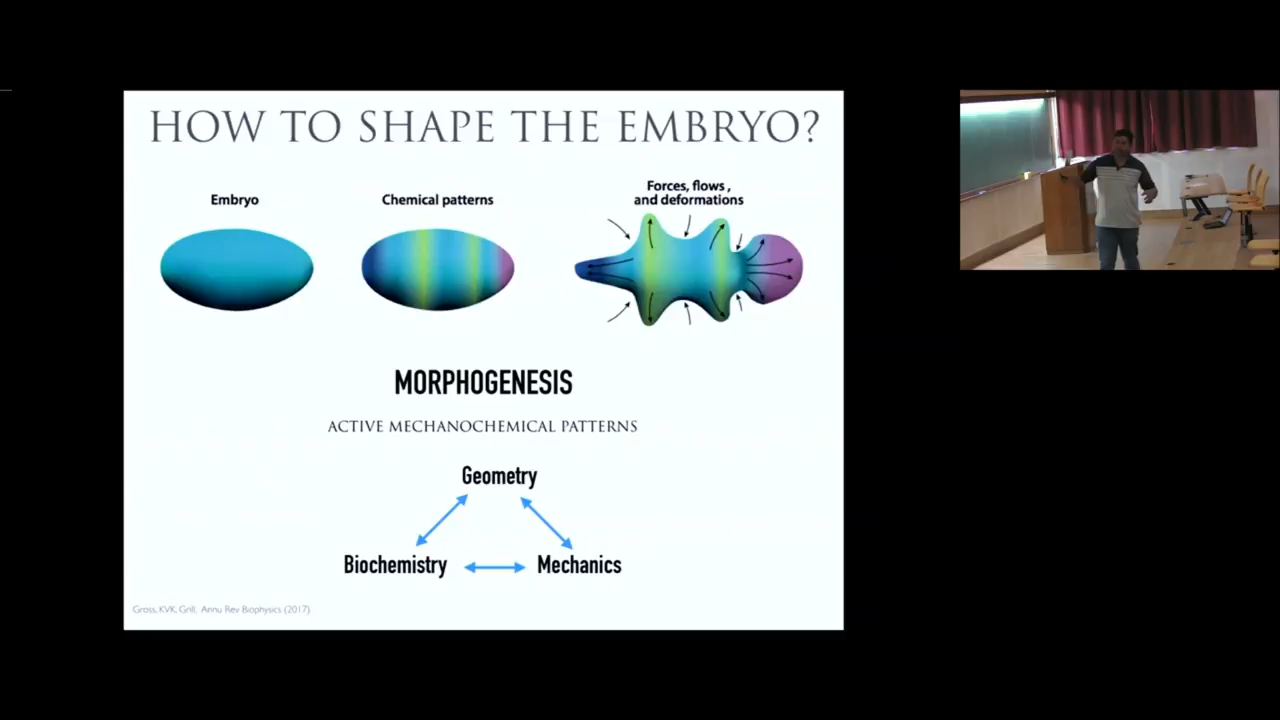 HOW TO SHAPE THE EMBRYO?
Embryo
Chemical patterns
Forces, flows ,
and deformations
MORPHOGENESIS
ACTIVE MECHANOCHEMICAL PATTERNS
Geometry
Biochemistry
Mechanics
Gross, KVK, Grill, Annu Rev Biophysics (2017)